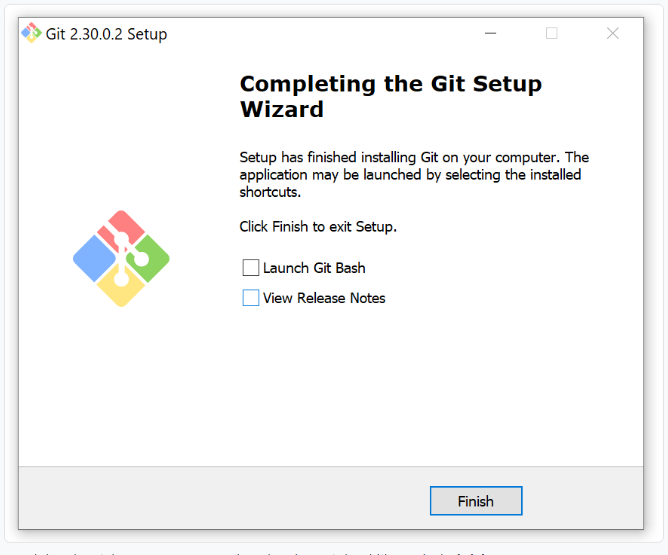 Git 2.30.0.2 Setup
Completing the Git Setup
Wizard
Setup has finished installing Git on your computer. The
application may be launched by selecting the installed
shortcuts.
Click Finish to exit Setup.
Launch Git Bash
View Release Notes
Finish